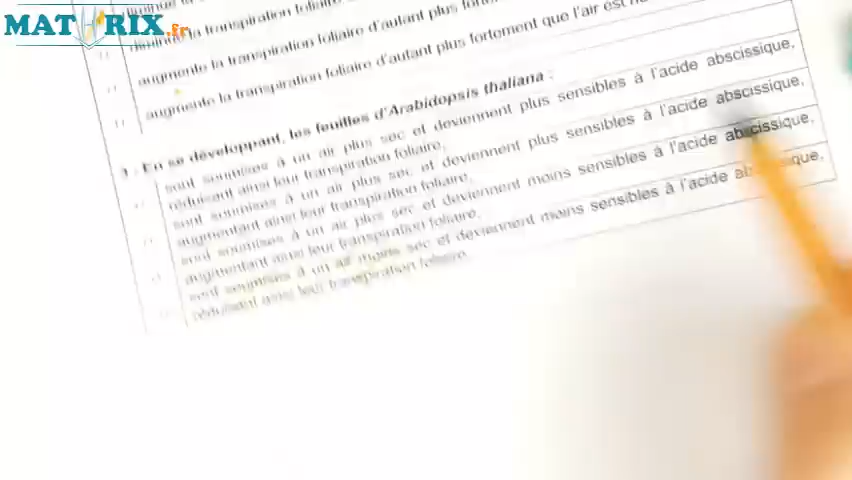 MATHRIX.fr
la transpiration foliaire d'autant plus
augmente la transpiration foliaire d'autant plus fortement que l'air est
augmente la transpiration foliaire d'autant plus fortement que l'air est
En se développant, les feuilles d'Arabidopsis thaliana :
sont soumises à un air plus sec et deviennent plus sensibles à l'acide abscissique,
réduisant ainsi leur transpiration foliaire.
sont soumises à un air plus sec et deviennent plus sensibles à l'acide abscissique,
augmentant ainsi leur transpiration foliaire.
sont soumises à un air plus sec et deviennent moins sensibles à l'acide abscissique,
augmentant ainsi leur transpiration foliaire.
sont soumises à un air moins sec et deviennent moins sensibles à l'acide
réduisant ainsi leur transpiration foliaire.